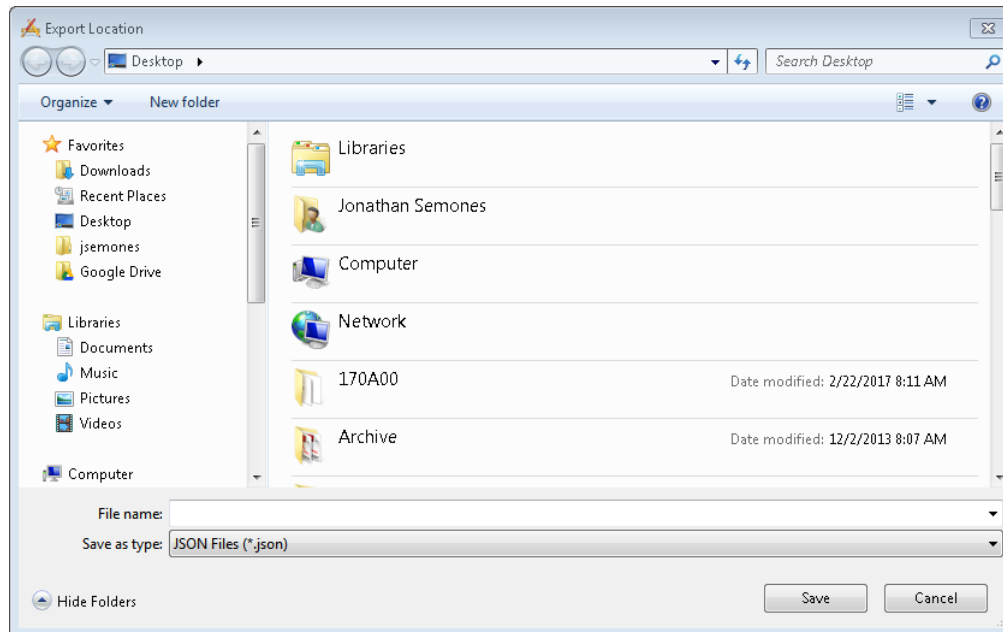 Export Location
Desktop
Search Desktop
Organize
New folder
Favorites
Downloads
Recent Places
Desktop
jsemones
Google Drive
Libraries
Documents
Music
Pictures
Videos
Computer
Libraries
Jonathan Semones
Computer
Network
170A00 Date modified: 2/22/2017 8:11 AM
Archive Date modified: 12/2/2013 8:07 AM
File name:
Save as type: JSON Files (*.json)
Hide Folders
Save
Cancel